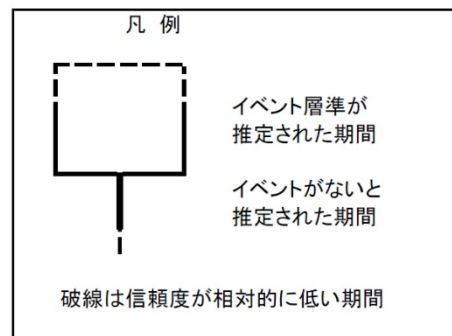 凡 例
イベント層準が
推定された期間
イベントがないと
推定された期間
破線は信頼度が相対的に低い期間